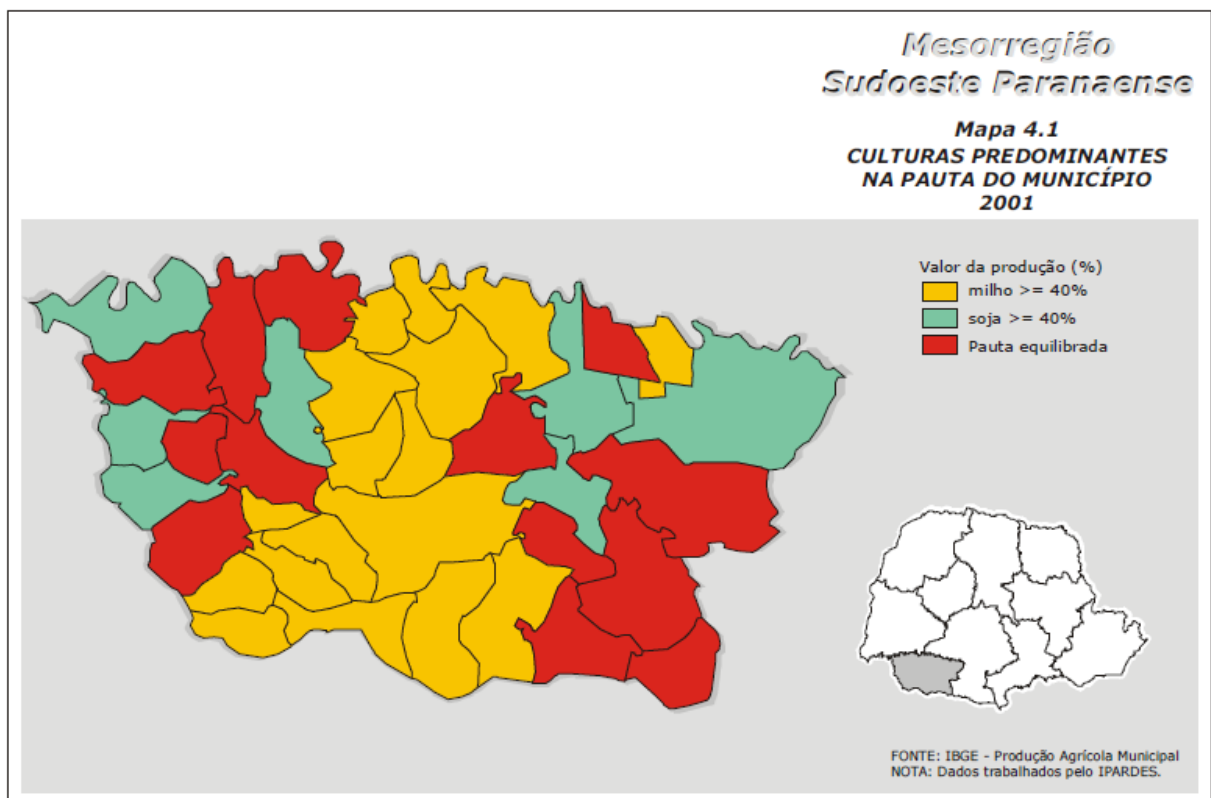 Mesorregião
Sudoeste Paranaense
Mapa 4.1
CULTURAS PREDOMINANTES
NA PAUTA DO MUNICÍPIO
2001
Valor da produção (%)
milho >= 40%
soja >= 40%
Pauta equilibrada
FONTE: IBGE - Produção Agrícola Municipal
NOTA: Dados trabalhados pelo IPARDES.